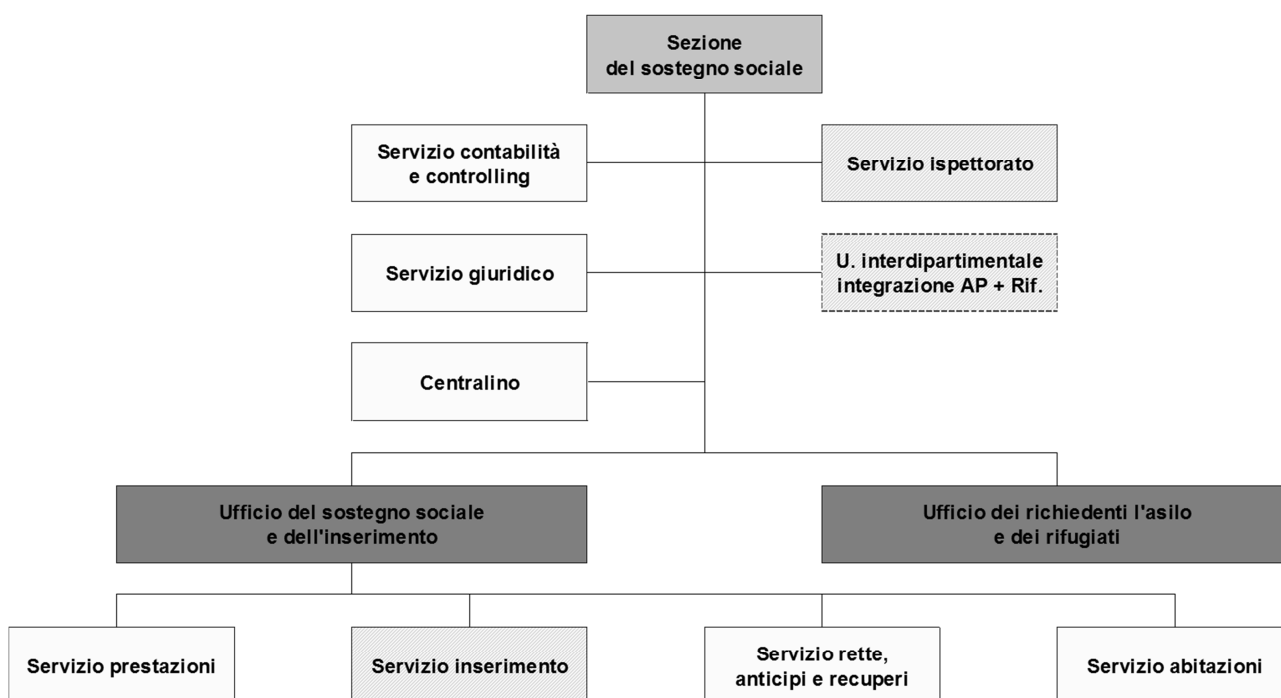 Sezione
del sostegno sociale
Servizio contabilità
e controlling
Servizio ispettorato
Servizio giuridico
U. interdipartimentale
integrazione AP + Rif.
Centralino
Ufficio del sostegno sociale
e dell'inserimento
Ufficio dei richiedenti l'asilo
e dei rifugiati
Servizio prestazioni
Servizio inserimento
Servizio rette,
anticipi e recuperi
Servizio abitazioni